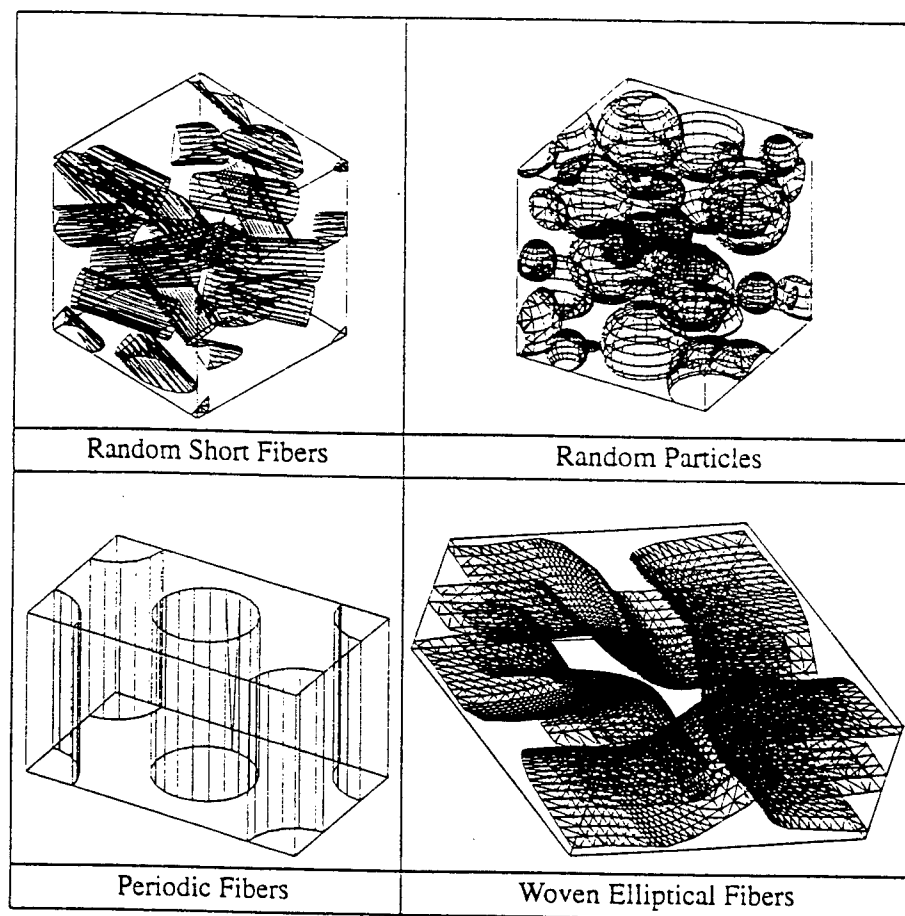 Random Short Fibers
Random Particles
Periodic Fibers
Woven Elliptical Fibers